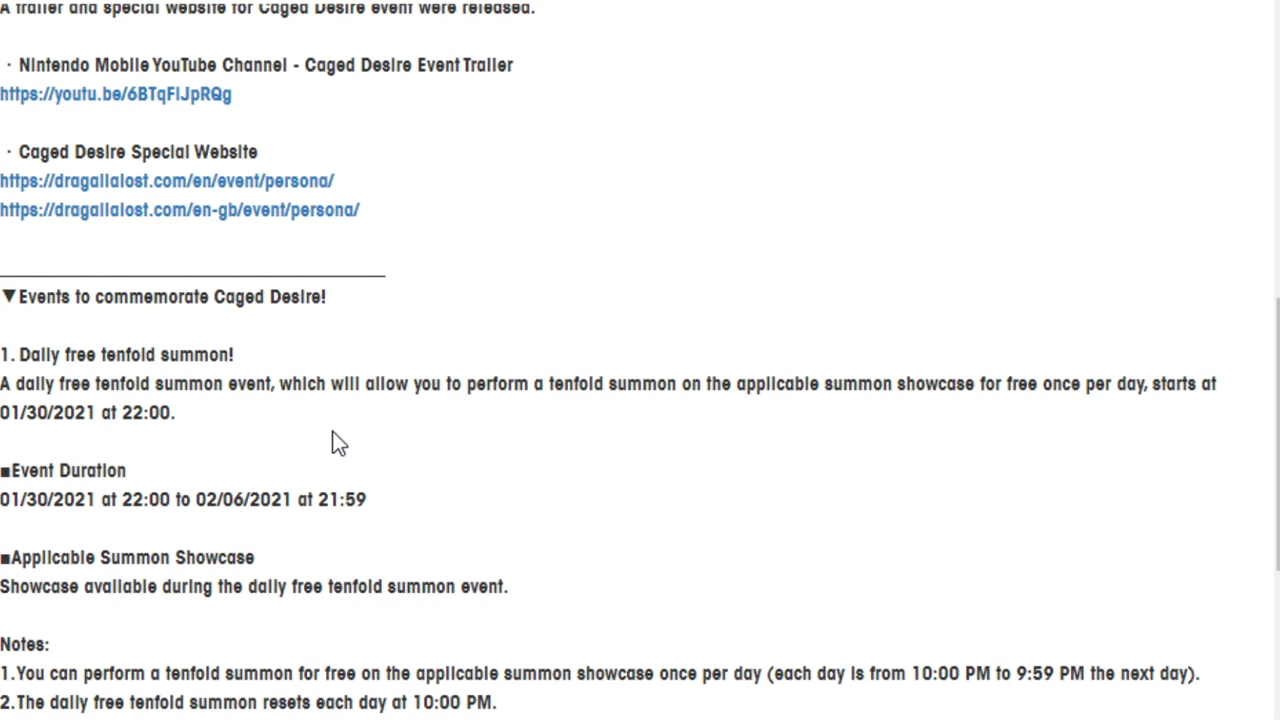 A trailer and special website for Caged Desire event were released.
· Nintendo Mobile YouTube Channel - Caged Desire Event Trailer
https://youtu.be/6BTqFIJpRQg
· Caged Desire Special Website
https://dragalialost.com/en/event/persona/
https://dragalialost.com/en-gb/event/persona/
▼Events to commemorate Caged Desire!
1. Daily free tenfold summon!
A daily free tenfold summon event, which will allow you to perform a tenfold summon on the applicable summon showcase for free once per day, starts at
01/30/2021 at 22:00.
■Event Duration
01/30/2021 at 22:00 to 02/06/2021 at 21:59
■Applicable Summon Showcase
Showcase available during the daily free tenfold summon event.
Notes:
1.You can perform a tenfold summon for free on the applicable summon showcase once per day (each day is from 10:00 PM to 9:59 PM the next day).
2.The daily free tenfold summon resets each day at 10:00 PM.